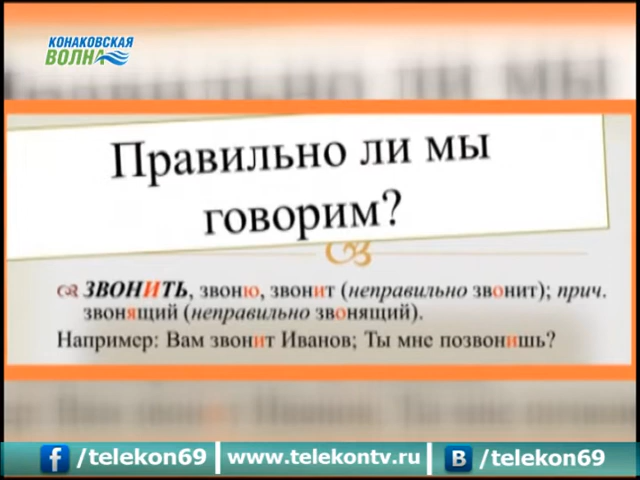 КОНАКОВСКАЯ
ВОЛНА
Правильно ли мы
говорим?
ЗВОНИТЬ, звоню, звонит (неправильно звонит); прич.
звонящий (неправильно звонящий).
Например: Вам звонит Иванов; Ты мне позвонишь?
f /telekon69 www.telekontv.ru B /telekon69